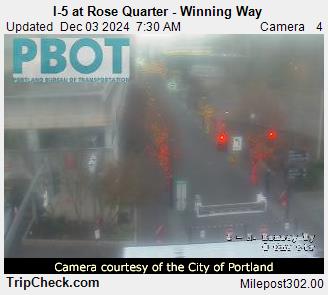 I-5 at Rose Quarter - Winning Way
Updated Dec 03 2024 7:30 AM Camera 4
PBOT
PORTLAND BUREAU OF TRANSPORTATION
Camera courtesy of the City of Portland
TripCheck.com Milepost302.00